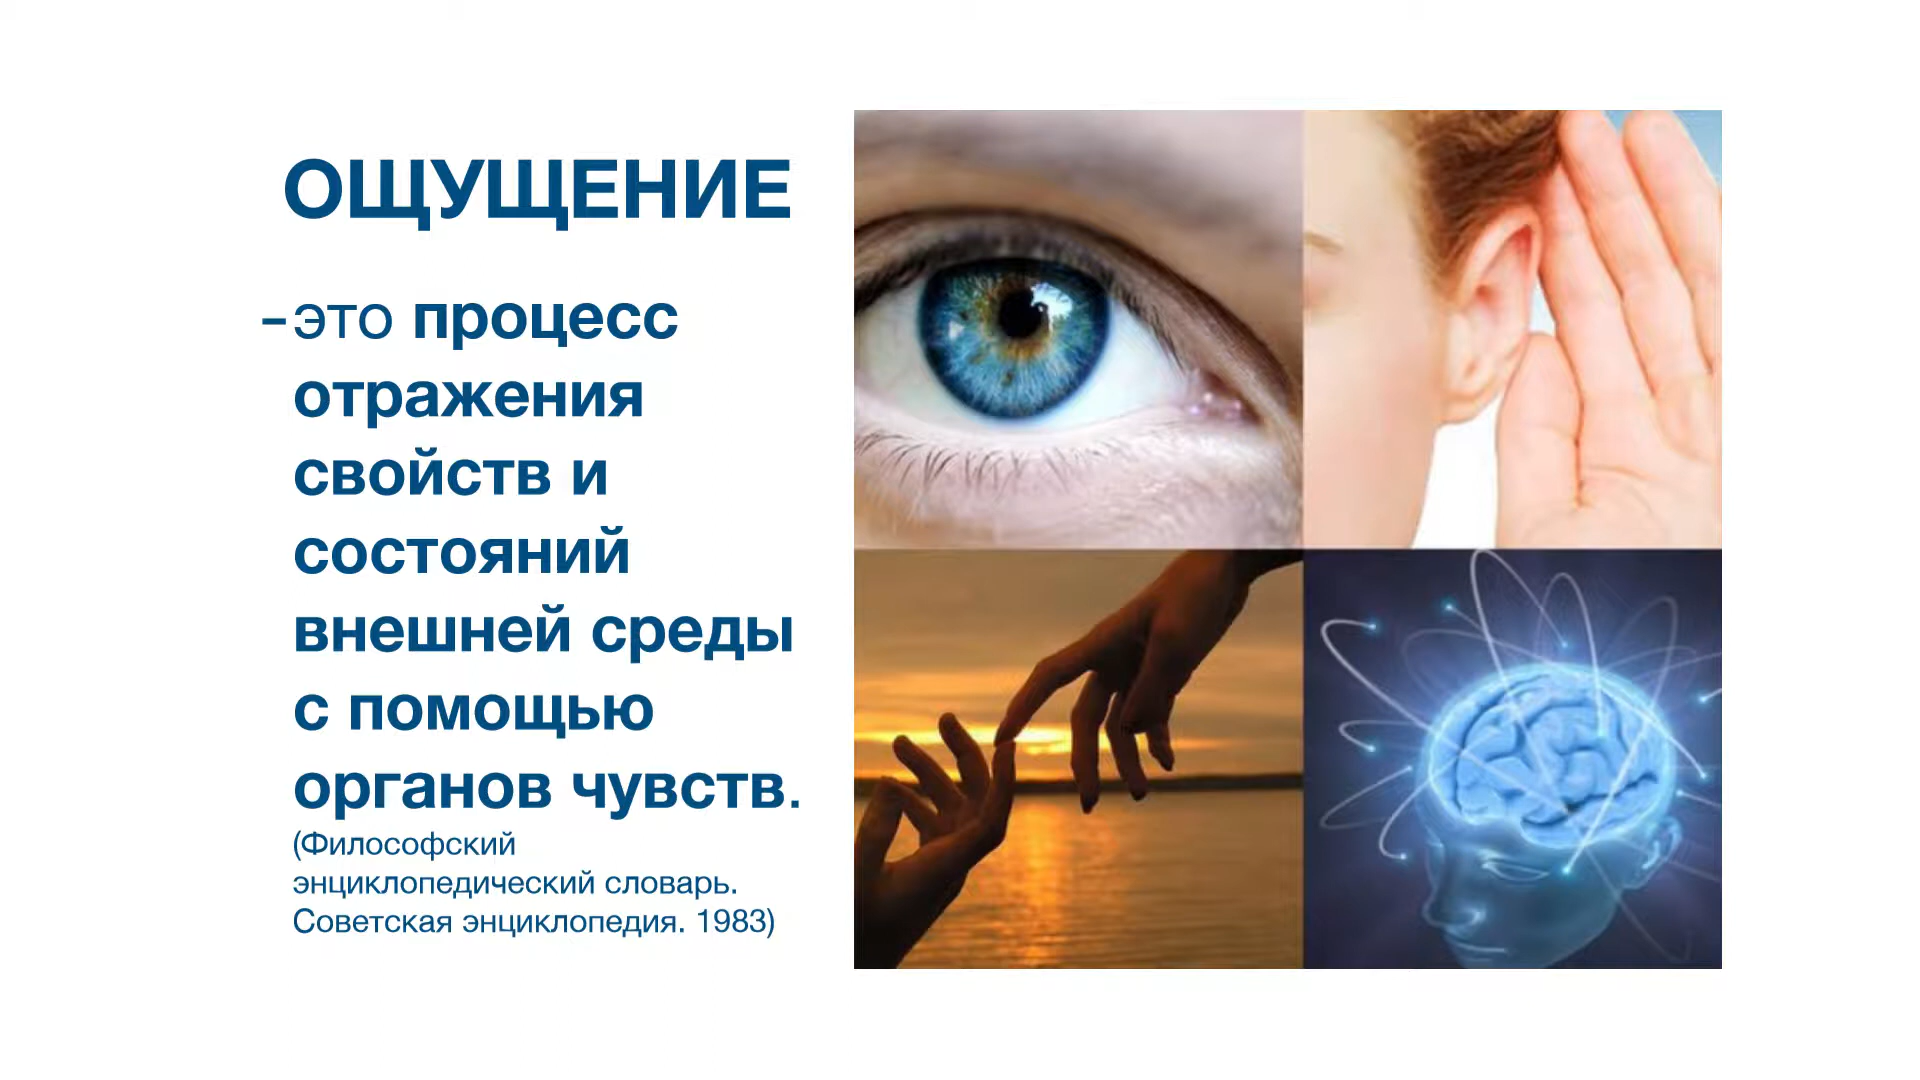 ОЩУЩЕНИЕ
-это процесс
отражения
свойств и
состояний
внешней среды
с помощью
органов чувств.
(Философский
энциклопедический словарь.
Советская энциклопедия. 1983)